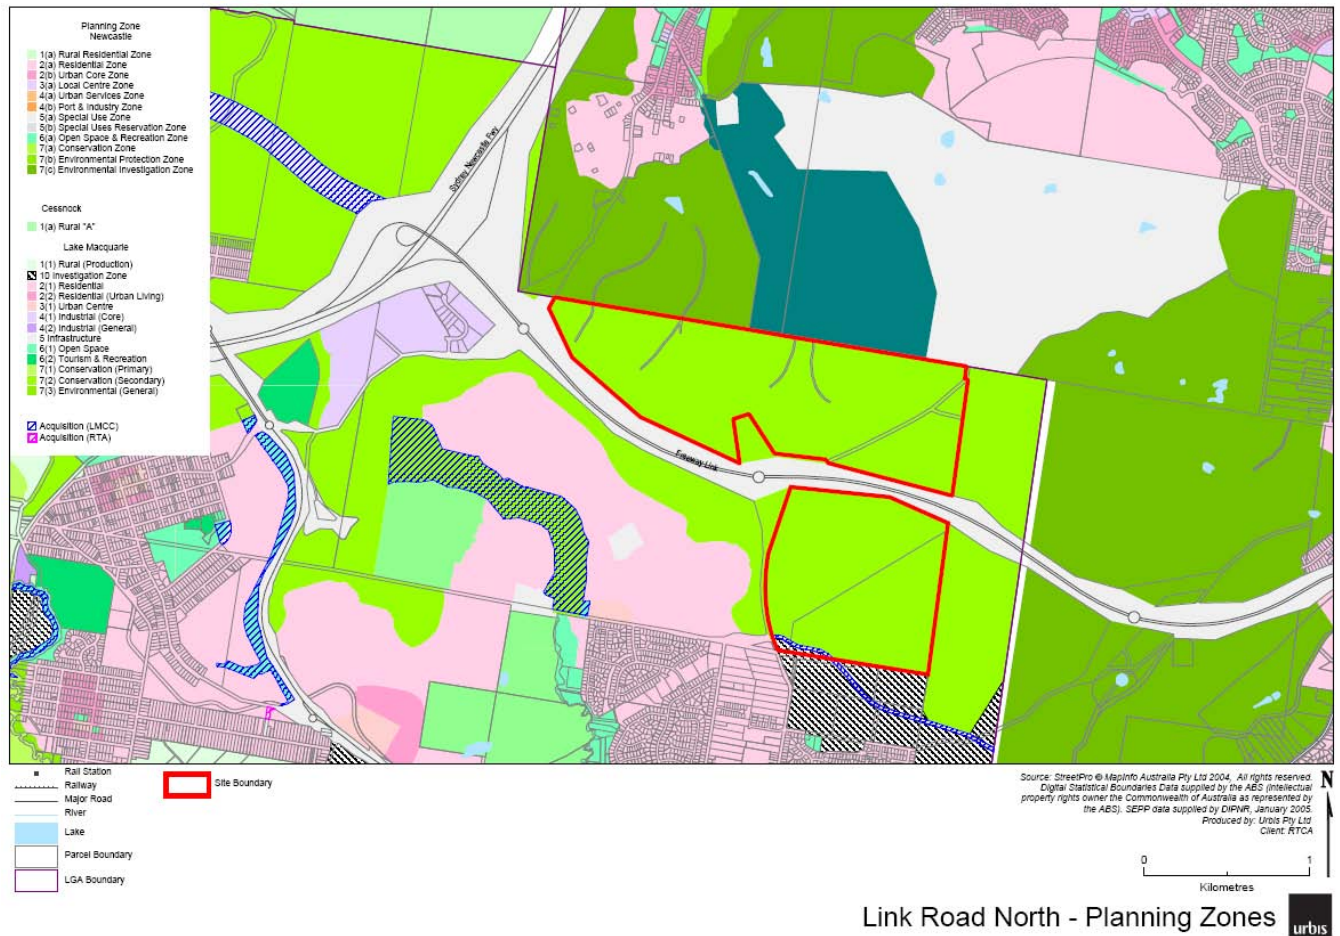 Planning Zone
Newcastle
1(a) Rural Residential Zone
2(a) Residential Zone
2(b) Urban Core Zone
3(a) Local Centre Zone
4(a) Urban Services Zone
4(b) Port & Industry Zone
5(a) Special Use Zone
5(b) Special Uses Reservation Zone
6(a) Open Space & Recreation Zone
7(a) Conservation Zone
7(b) Environmental Protection Zone
7(c) Environmental Investigation Zone
Cessnock
1(a) Rural "A"
Lake Macquarie
1(1) Rural (Production)
10 Investigation Zone
2(1) Residential
2(2) Residential (Urban Living)
3(1) Urban Centre
4(1) Industrial (Core)
4(2) Industrial (General)
5 Infrastructure
6(1) Open Space
6(2) Tourism & Recreation
7(1) Conservation (Primary)
7(2) Conservation (Secondary)
7(3) Environmental (General)
Acquisition (LMCC)
Acquisition (RTA)
Sydney Newcastle Fwy
Freeway Link
Rail Station
Railway
Major Road
River
Lake
Parcel Boundary
LGA Boundary
Site Boundary
Source: StreetPro © MapInfo Australia Pty Ltd 2004, All rights reserved.
Digital Statistical Boundaries Data supplied by the ABS (Intellectual
property rights owner the Commonwealth of Australia as represented by
the ABS). SEPP data supplied by DIPNR, January 2005.
Produced by: Urbis Pty Ltd
Client: RTCA
N
0 1
Kilometres
Link Road North - Planning Zones
urbis